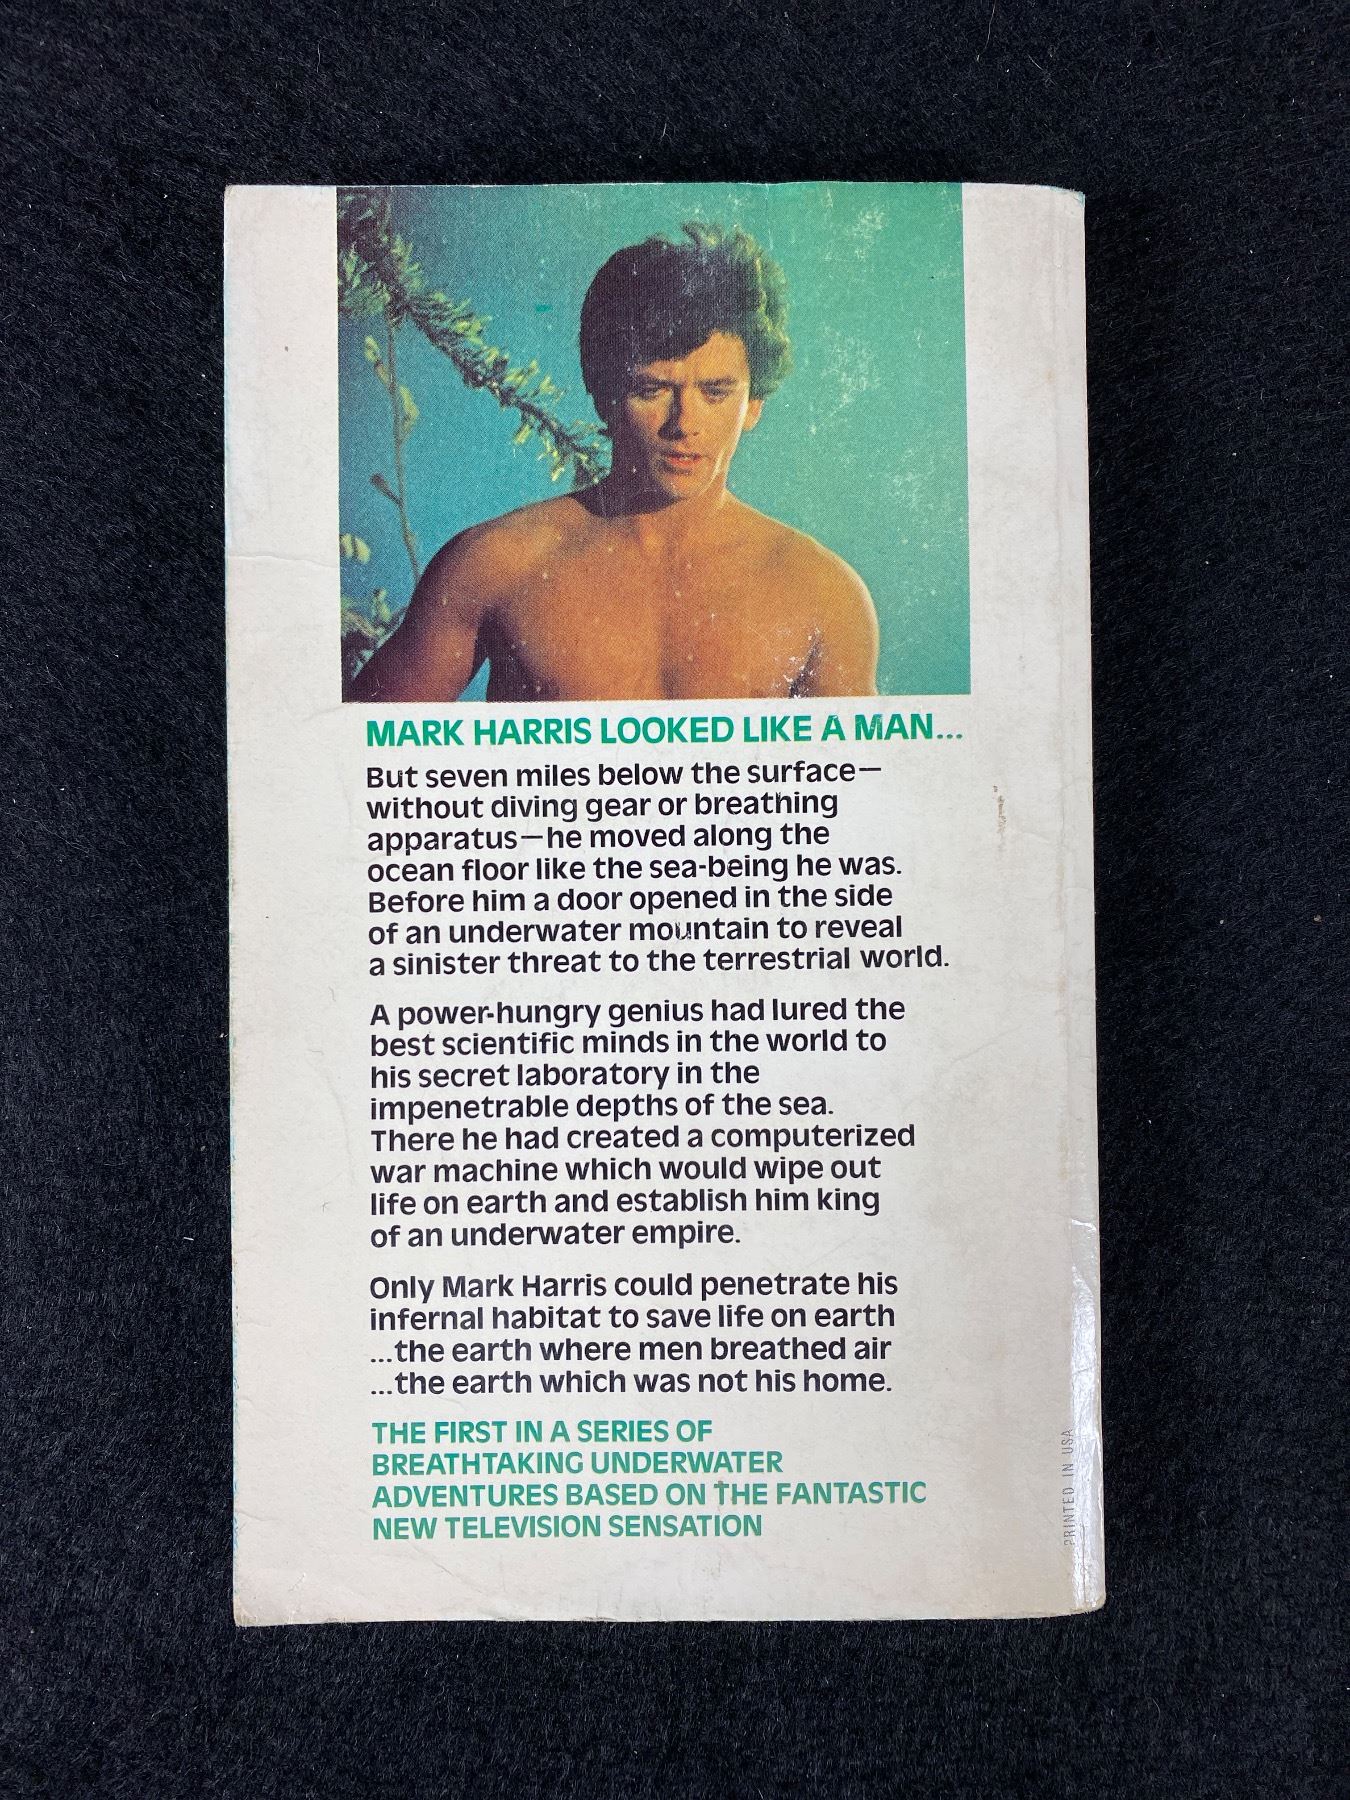 MARK HARRIS LOOKED LIKE A MAN...
But seven miles below the surface—
without diving gear or breathing
apparatus—he moved along the
ocean floor like the sea-being he was.
Before him a door opened in the side
of an underwater mountain to reveal
a sinister threat to the terrestrial world.
A power-hungry genius had lured the
best scientific minds in the world to
his secret laboratory in the
impenetrable depths of the sea.
There he had created a computerized
war machine which would wipe out
life on earth and establish him king
of an underwater empire.
Only Mark Harris could penetrate his
infernal habitat to save life on earth
...the earth where men breathed air
...the earth which was not his home.
THE FIRST IN A SERIES OF
BREATHTAKING UNDERWATER
ADVENTURES BASED ON THE FANTASTIC
NEW TELEVISION SENSATION
PRINTED IN USA